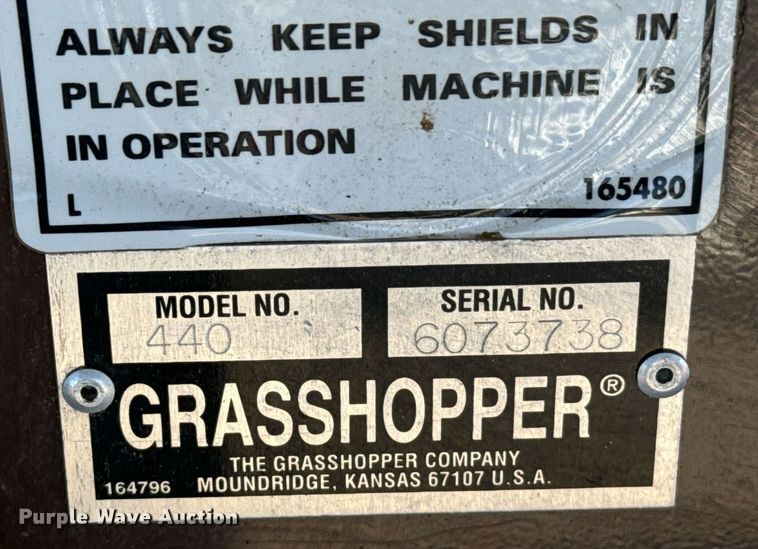 ALWAYS KEEP SHIELDS IN
PLACE WHILE MACHINE IS
IN OPERATION
L 165480
MODEL NO. SERIAL NO.
440 6073738
GRASSHOPPER®
THE GRASSHOPPER COMPANY
164796 MOUNDRIDGE, KANSAS 67107 U.S.A.
Purple Wave Auction